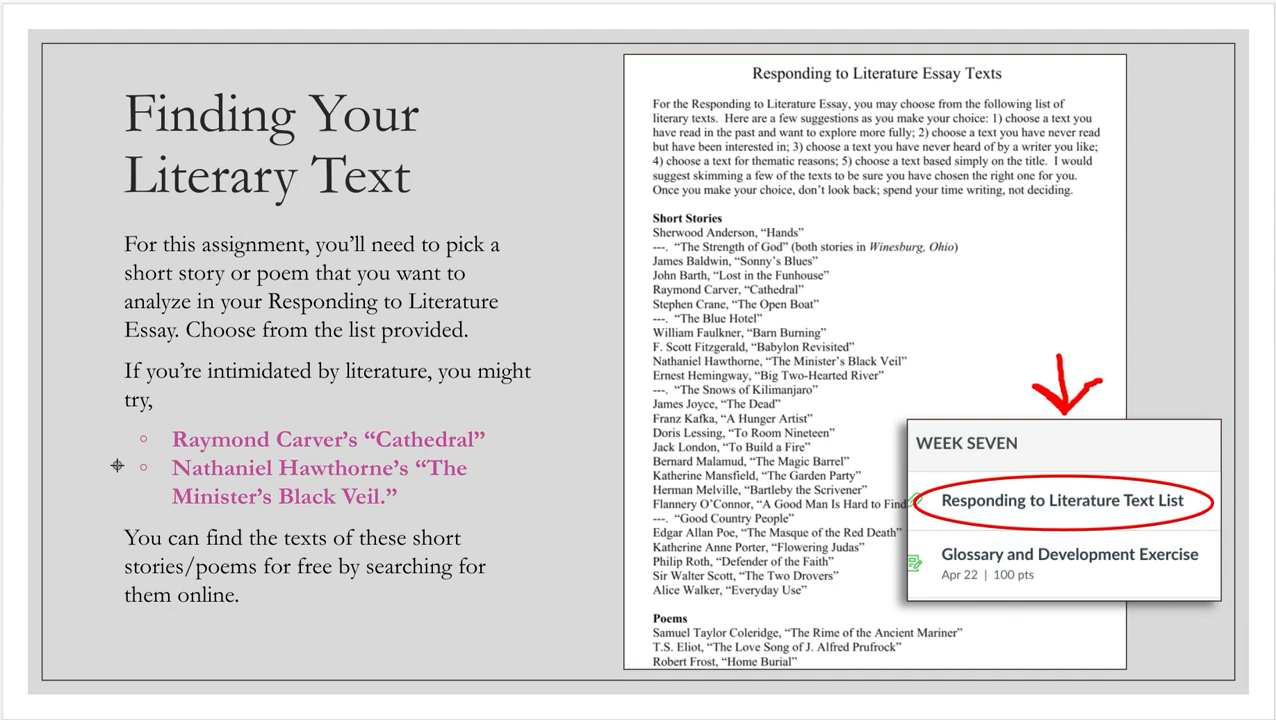 Finding Your
Literary Text
For this assignment, you’ll need to pick a
short story or poem that you want to
analyze in your Responding to Literature
Essay. Choose from the list provided.
If you’re intimidated by literature, you might
try,
◦ Raymond Carver’s “Cathedral”
◦ Nathaniel Hawthorne’s “The
Minister’s Black Veil.”
You can find the texts of these short
stories/poems for free by searching for
them online.
Responding to Literature Essay Texts
For the Responding to Literature Essay, you may choose from the following list of
literary texts.  Here are a few suggestions as you make your choice: 1) choose a text you
have read in the past and want to explore more fully; 2) choose a text you have never read
but have been interested in; 3) choose a text you have never heard of by a writer you like;
4) choose a text for thematic reasons; 5) choose a text based simply on the title.  I would
suggest skimming a few of the texts to be sure you have chosen the right one for you.
Once you make your choice, don’t look back; spend your time writing, not deciding.
Short Stories
Sherwood Anderson, “Hands”
---.  “The Strength of God” (both stories in Winesburg, Ohio)
James Baldwin, “Sonny’s Blues”
John Barth, “Lost in the Funhouse”
Raymond Carver, “Cathedral”
Stephen Crane, “The Open Boat”
---.  “The Blue Hotel”
William Faulkner, “Barn Burning”
F. Scott Fitzgerald, “Babylon Revisited”
Nathaniel Hawthorne, “The Minister’s Black Veil”
Ernest Hemingway, “Big Two-Hearted River”
---.  “The Snows of Kilimanjaro”
James Joyce, “The Dead”
Franz Kafka, “A Hunger Artist”
Doris Lessing, “To Room Nineteen”
Jack London, “To Build a Fire”
Bernard Malamud, “The Magic Barrel”
Katherine Mansfield, “The Garden Party”
Herman Melville, “Bartleby the Scrivener”
Flannery O’Connor, “A Good Man Is Hard to Find
---.  “Good Country People”
Edgar Allan Poe, “The Masque of the Red Death”
Katherine Anne Porter, “Flowering Judas”
Philip Roth, “Defender of the Faith”
Sir Walter Scott, “The Two Drovers”
Alice Walker, “Everyday Use”
Poems
Samuel Taylor Coleridge, “The Rime of the Ancient Mariner”
T.S. Eliot, “The Love Song of J. Alfred Prufrock”
Robert Frost, “Home Burial”
WEEK SEVEN
Responding to Literature Text List
Glossary and Development Exercise
Apr 22 | 100 pts